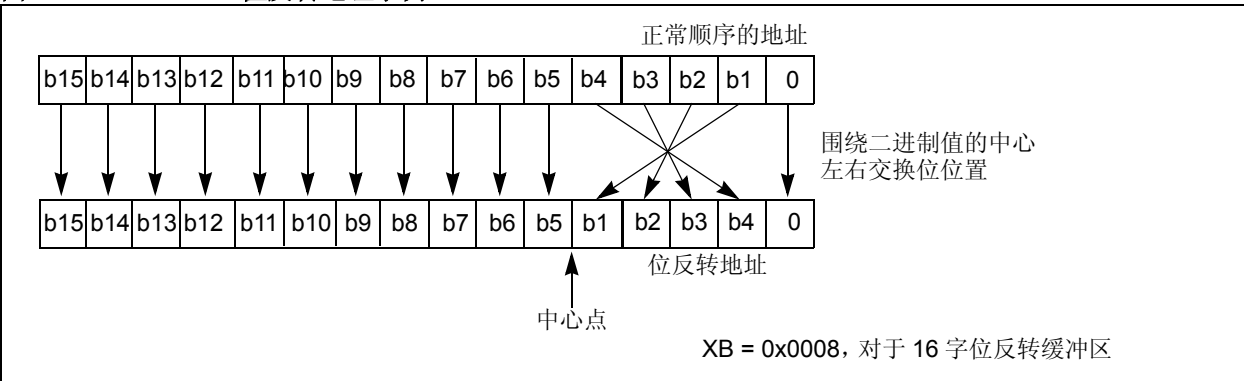 正常顺序的地址
b15 b14 b13 b12 b11 b10 b9 b8 b7 b6 b5 b4 b3 b2 b1 0
围绕二进制值的中心
左右交换位位置
b15 b14 b13 b12 b11 b10 b9 b8 b7 b6 b5 b1 b2 b3 b4 0
位反转地址
中心点
XB = 0x0008，对于 16 字位反转缓冲区